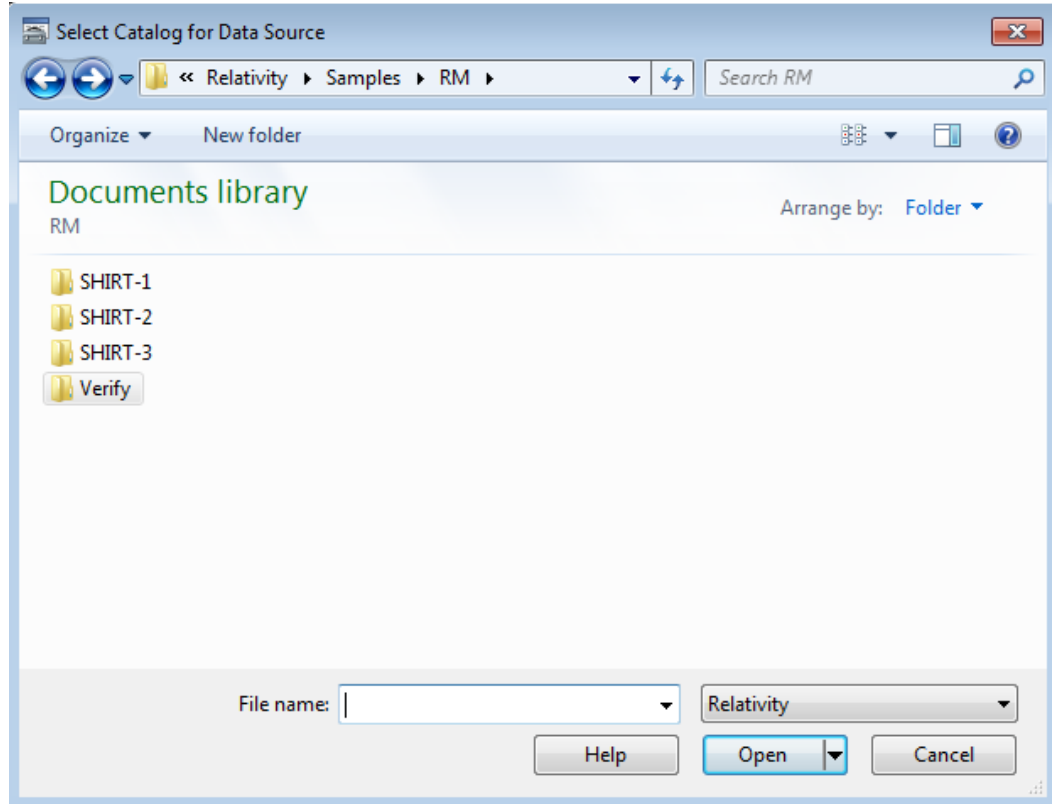 Select Catalog for Data Source
« Relativity ▸ Samples ▸ RM ▸ Search RM
Organize New folder
Documents library
RM
Arrange by: Folder
SHIRT-1
SHIRT-2
SHIRT-3
Verify
File name: Relativity
Help Open Cancel